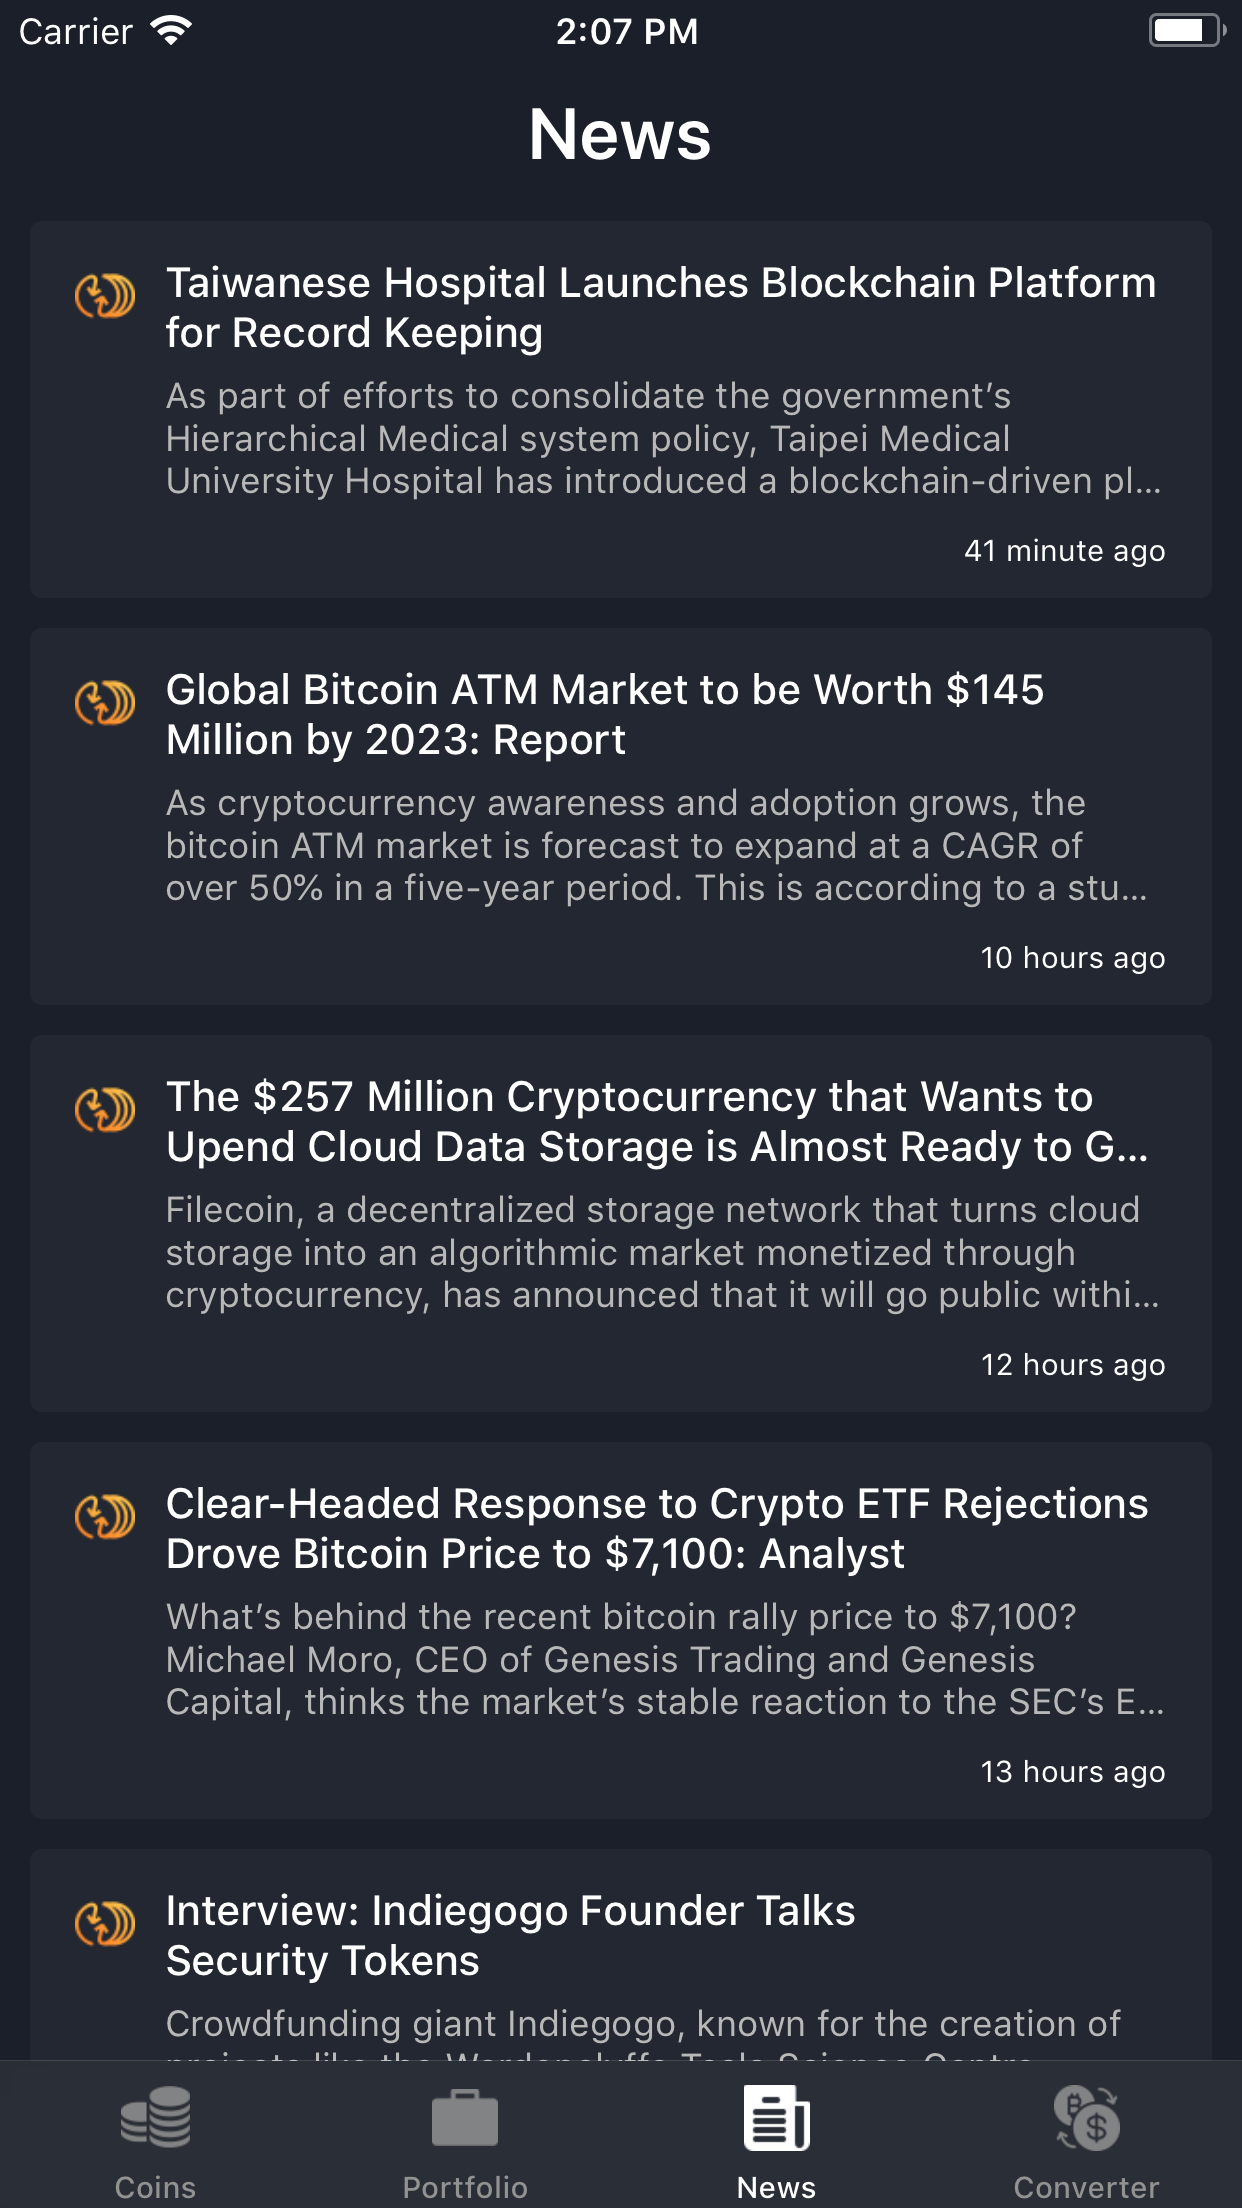 Carrier
2:07 PM
News
Taiwanese Hospital Launches Blockchain Platform
for Record Keeping
As part of efforts to consolidate the government’s
Hierarchical Medical system policy, Taipei Medical
University Hospital has introduced a blockchain-driven pl...
41 minute ago
Global Bitcoin ATM Market to be Worth $145
Million by 2023: Report
As cryptocurrency awareness and adoption grows, the
bitcoin ATM market is forecast to expand at a CAGR of
over 50% in a five-year period. This is according to a stu...
10 hours ago
The $257 Million Cryptocurrency that Wants to
Upend Cloud Data Storage is Almost Ready to G...
Filecoin, a decentralized storage network that turns cloud
storage into an algorithmic market monetized through
cryptocurrency, has announced that it will go public withi...
12 hours ago
Clear-Headed Response to Crypto ETF Rejections
Drove Bitcoin Price to $7,100: Analyst
What’s behind the recent bitcoin rally price to $7,100?
Michael Moro, CEO of Genesis Trading and Genesis
Capital, thinks the market’s stable reaction to the SEC’s E...
13 hours ago
Interview: Indiegogo Founder Talks
Security Tokens
Crowdfunding giant Indiegogo, known for the creation of
Coins
Portfolio
News
Converter